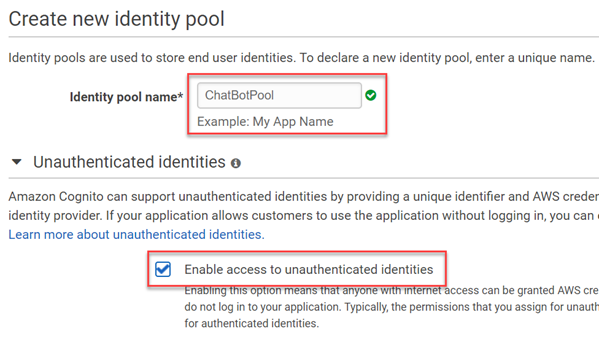 Create new identity pool
Identity pools are used to store end user identities. To declare a new identity pool, enter a unique name.
Identity pool name* ChatBotPool
Example: My App Name
Unauthenticated identities
Amazon Cognito can support unauthenticated identities by providing a unique identifier and AWS creden
identity provider. If your application allows customers to use the application without logging in, you can
Learn more about unauthenticated identities.
Enable access to unauthenticated identities
Enabling this option means that anyone with internet access can be granted AWS cre
do not log in to your application. Typically, the permissions that you assign for unauth
for authenticated identities.